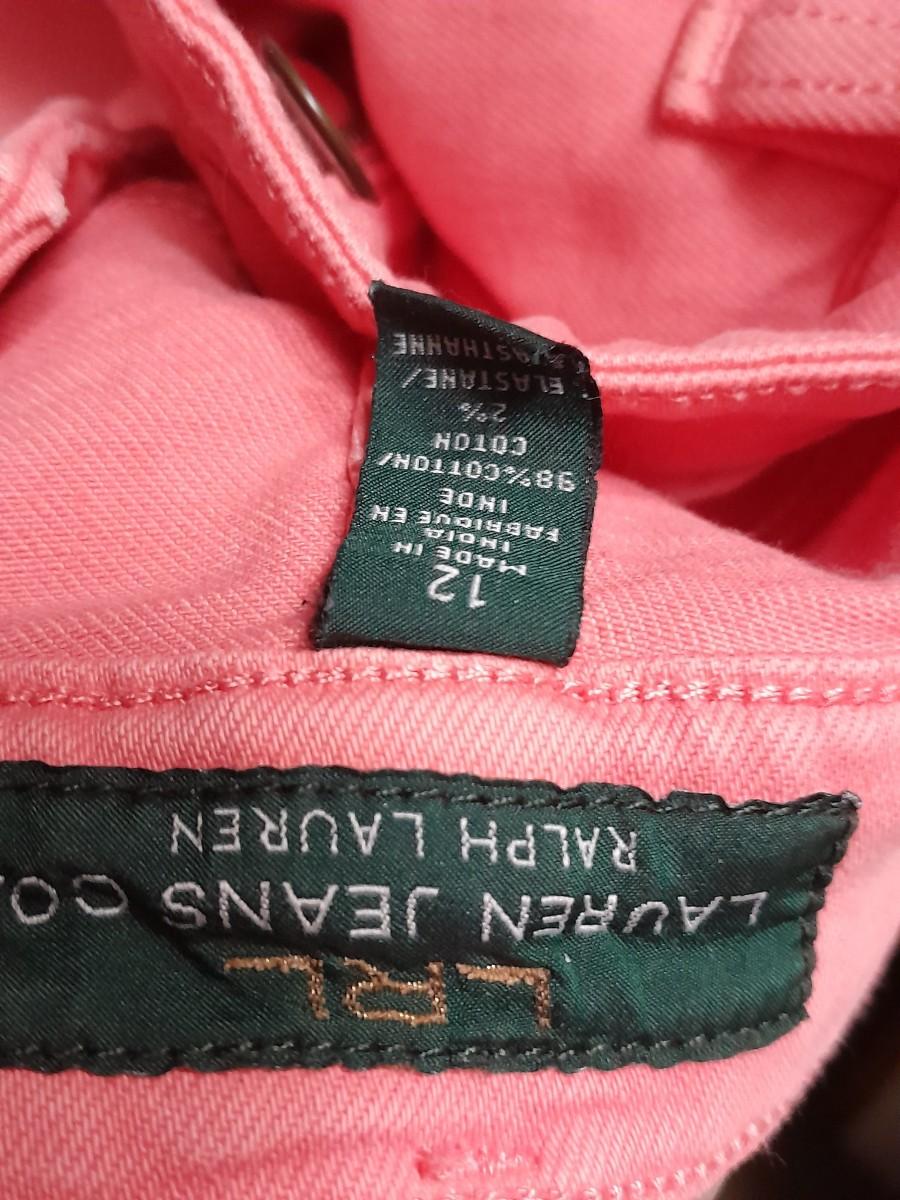 LRL
LAUREN JEANS CO.
RALPH LAUREN
12
MADE IN
INDIA
FABRIQUE EN
INDE
98%COTTON/
COTON
2%
ELASTANE/